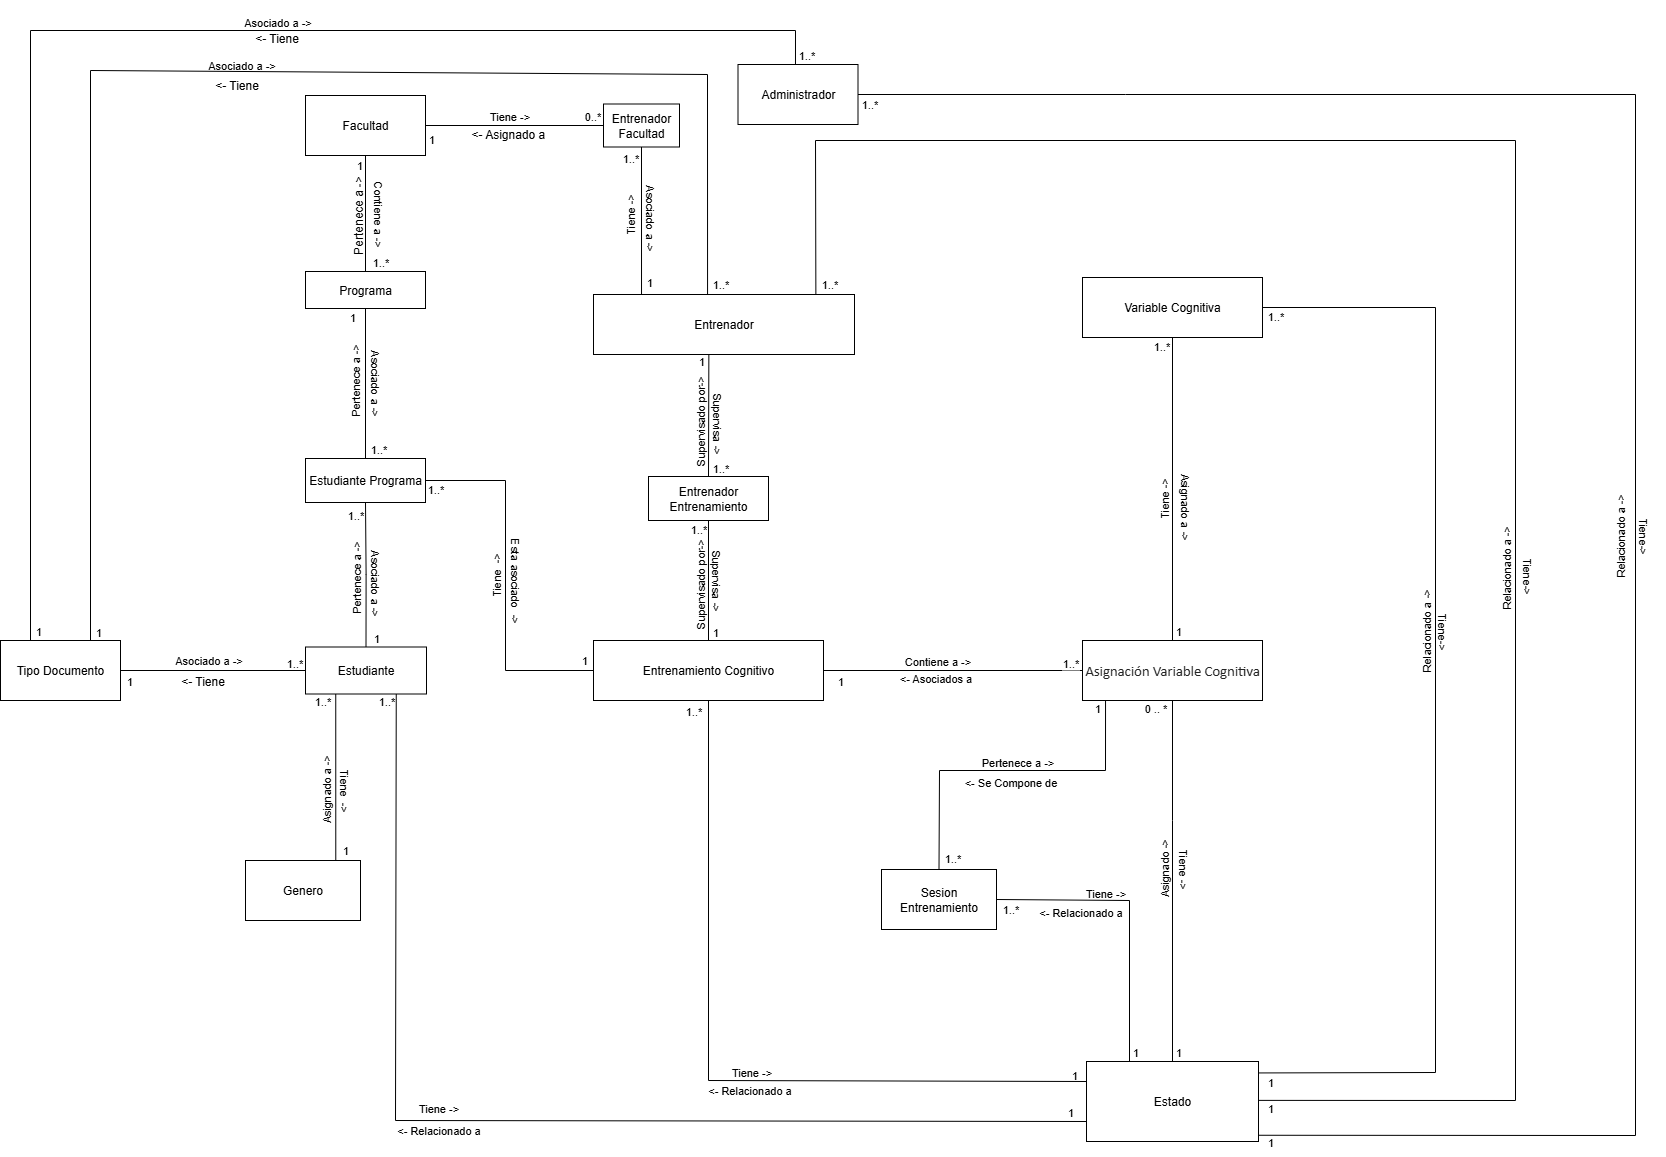 Asociado a ->
<- Tiene
1..*
Administrador
1..*
Asociado a ->
<- Tiene
Facultad
1
Tiene ->
<- Asignado a
0..*
Entrenador
Facultad
1..*
1
Pertenece a ->
Contiene a ->
1..*
Tiene ->
Asociado a ->
1
1..*
1..*
Programa
1
Entrenador
1
Variable Cognitiva
1..*
1..*
Pertenece a ->
Asociado a ->
1..*
Supervisado por->
Supervisa ->
1..*
Estudiante Programa
1..*
1..*
Entrenador
Entrenamiento
1..*
Tiene ->
Asignado a ->
Relacionado a ->
Tiene->
Relacionado a ->
Tiene->
Relacionado a ->
Tiene->
Pertenece a ->
Asociado a ->
1
Tiene ->
Esta asociado ->
Supervisado por->
Supervisa ->
1
1
1
1
Tipo Documento
1
Asociado a ->
<- Tiene
1..*
Estudiante
1
Entrenamiento Cognitivo
1
Contiene a ->
<- Asociados a
1..*
Asignación Variable Cognitiva
1..*
1..*
1..*
1
0 .. *
Asignado a ->
Tiene ->
Pertenece a ->
<- Se Compone de
1
Genero
1..*
Sesion
Entrenamiento
1..*
Tiene ->
<- Relacionado a
Asignado ->
Tiene ->
1
1
Tiene ->
<- Relacionado a
1
1
Estado
1
Tiene ->
<- Relacionado a
1
1